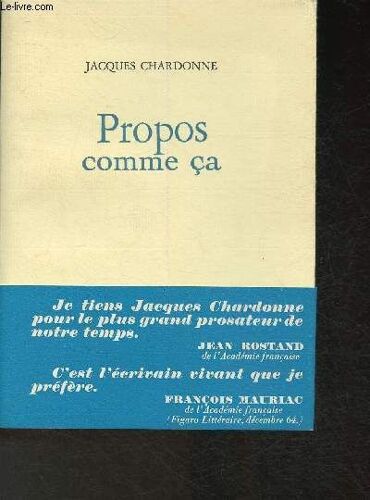 Le-livre.com
JACQUES CHARDONNE
Propos
comme ça
Je tiens Jacques Chardonne
pour le plus grand prosateur de
notre temps.
JEAN ROSTAND
de l'Académie française
C'est l'écrivain vivant que je
préfère.
FRANÇOIS MAURIAC
de l'Académie française
(Figaro Littéraire, décembre 64.)